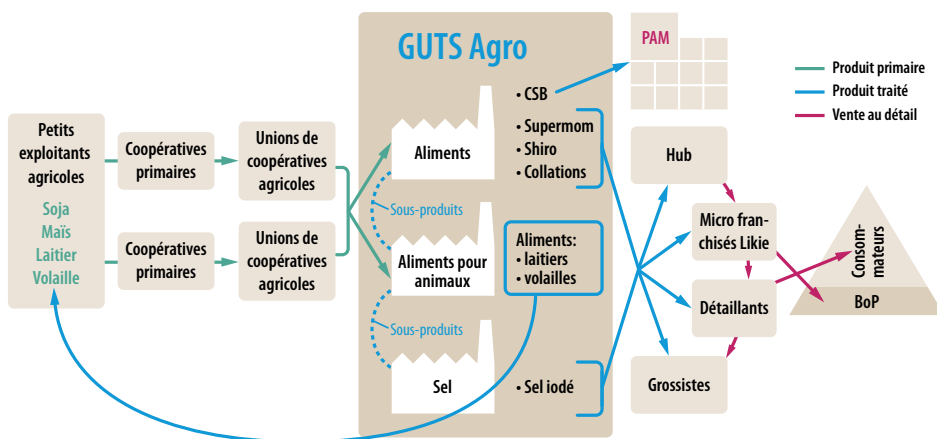 GUTS Agro
PAM
Produit primaire
Produit traité
Vente au détail
Petits
exploitants
agricoles
Soja
Maïs
Laitier
Volaille
Coopératives
primaires
Unions de
coopératives
agricoles
Coopératives
primaires
Unions de
coopératives
agricoles
Aliments
Sous-produits
Aliments pour
animaux
Sous-produits
Sel
• CSB
• Supermom
• Shiro
• Collations
Aliments:
• laitiers
• volailles
• Sel iodé
Hub
Micro fran-
chisés Likie
Détaillants
Grossistes
Consom-
mateurs
BoP